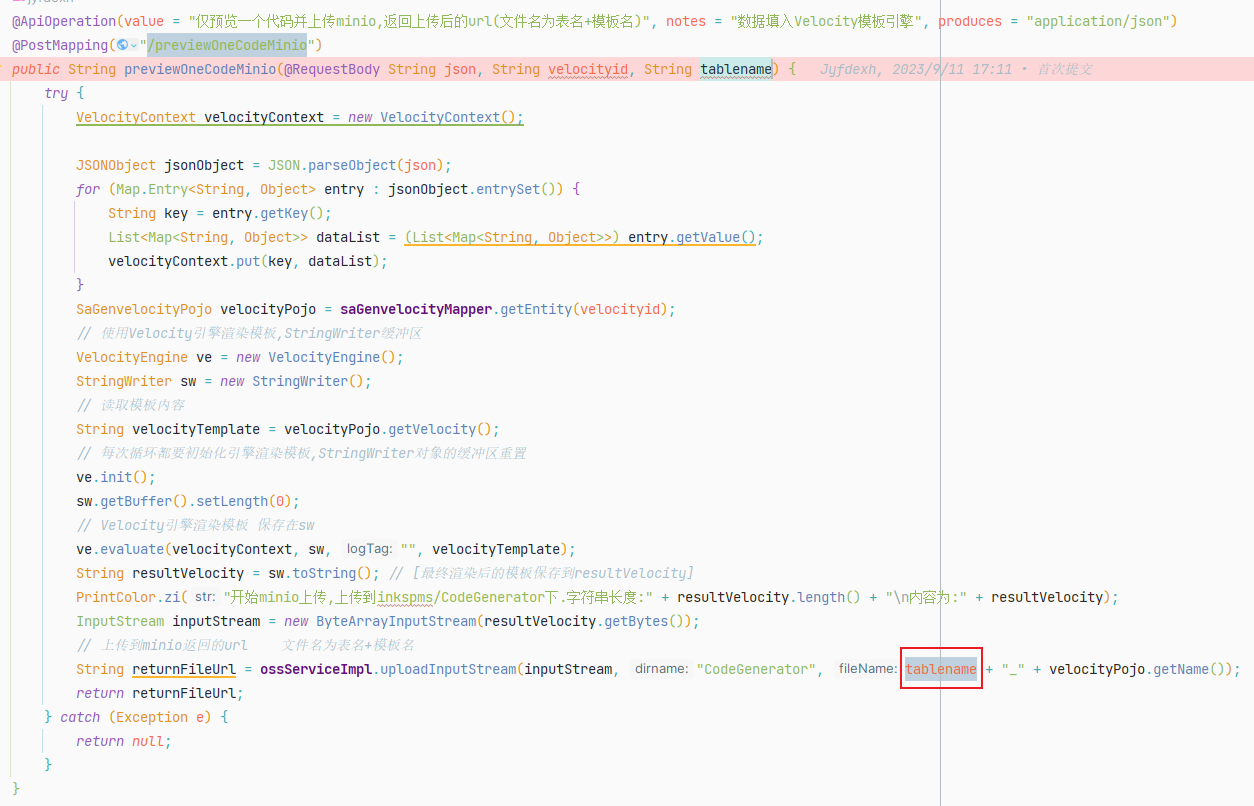 @ApiOperation(value = "仅预览一个代码并上传minio,返回上传后的url(文件名为表名+模板名)", notes = "数据填入Velocity模板引擎", produces = "application/json")
@PostMapping("/previewOneCodeMinio")
public String previewOneCodeMinio(@RequestBody String json, String velocityid, String tablename) { Jyfdexh, 2023/9/11 17:11 • 首次提交
try {
VelocityContext velocityContext = new VelocityContext();
JSONObject jsonObject = JSON.parseObject(json);
for (Map.Entry<String, Object> entry : jsonObject.entrySet()) {
String key = entry.getKey();
List<Map<String, Object>> dataList = (List<Map<String, Object>>) entry.getValue();
velocityContext.put(key, dataList);
}
SaGenvelocityPojo velocityPojo = saGenvelocityMapper.getEntity(velocityid);
// 使用Velocity引擎渲染模板,StringWriter缓冲区
VelocityEngine ve = new VelocityEngine();
StringWriter sw = new StringWriter();
// 读取模板内容
String velocityTemplate = velocityPojo.getVelocity();
// 每次循环都要初始化引擎渲染模板,StringWriter对象的缓冲区重置
ve.init();
sw.getBuffer().setLength(0);
// Velocity引擎渲染模板 保存在sw
ve.evaluate(velocityContext, sw, logTag: "", velocityTemplate);
String resultVelocity = sw.toString(); // [最终渲染后的模板保存到resultVelocity]
PrintColor.zi( str: "开始minio上传,上传到inkspms/CodeGenerator下.字符串长度:" + resultVelocity.length() + "\n内容为:" + resultVelocity);
InputStream inputStream = new ByteArrayInputStream(resultVelocity.getBytes());
// 上传到minio返回的url 文件名为表名+模板名
String returnFileUrl = ossServiceImpl.uploadInputStream(inputStream, dirname: "CodeGenerator", fileName: tablename + "_" + velocityPojo.getName());
return returnFileUrl;
} catch (Exception e) {
return null;
}
}